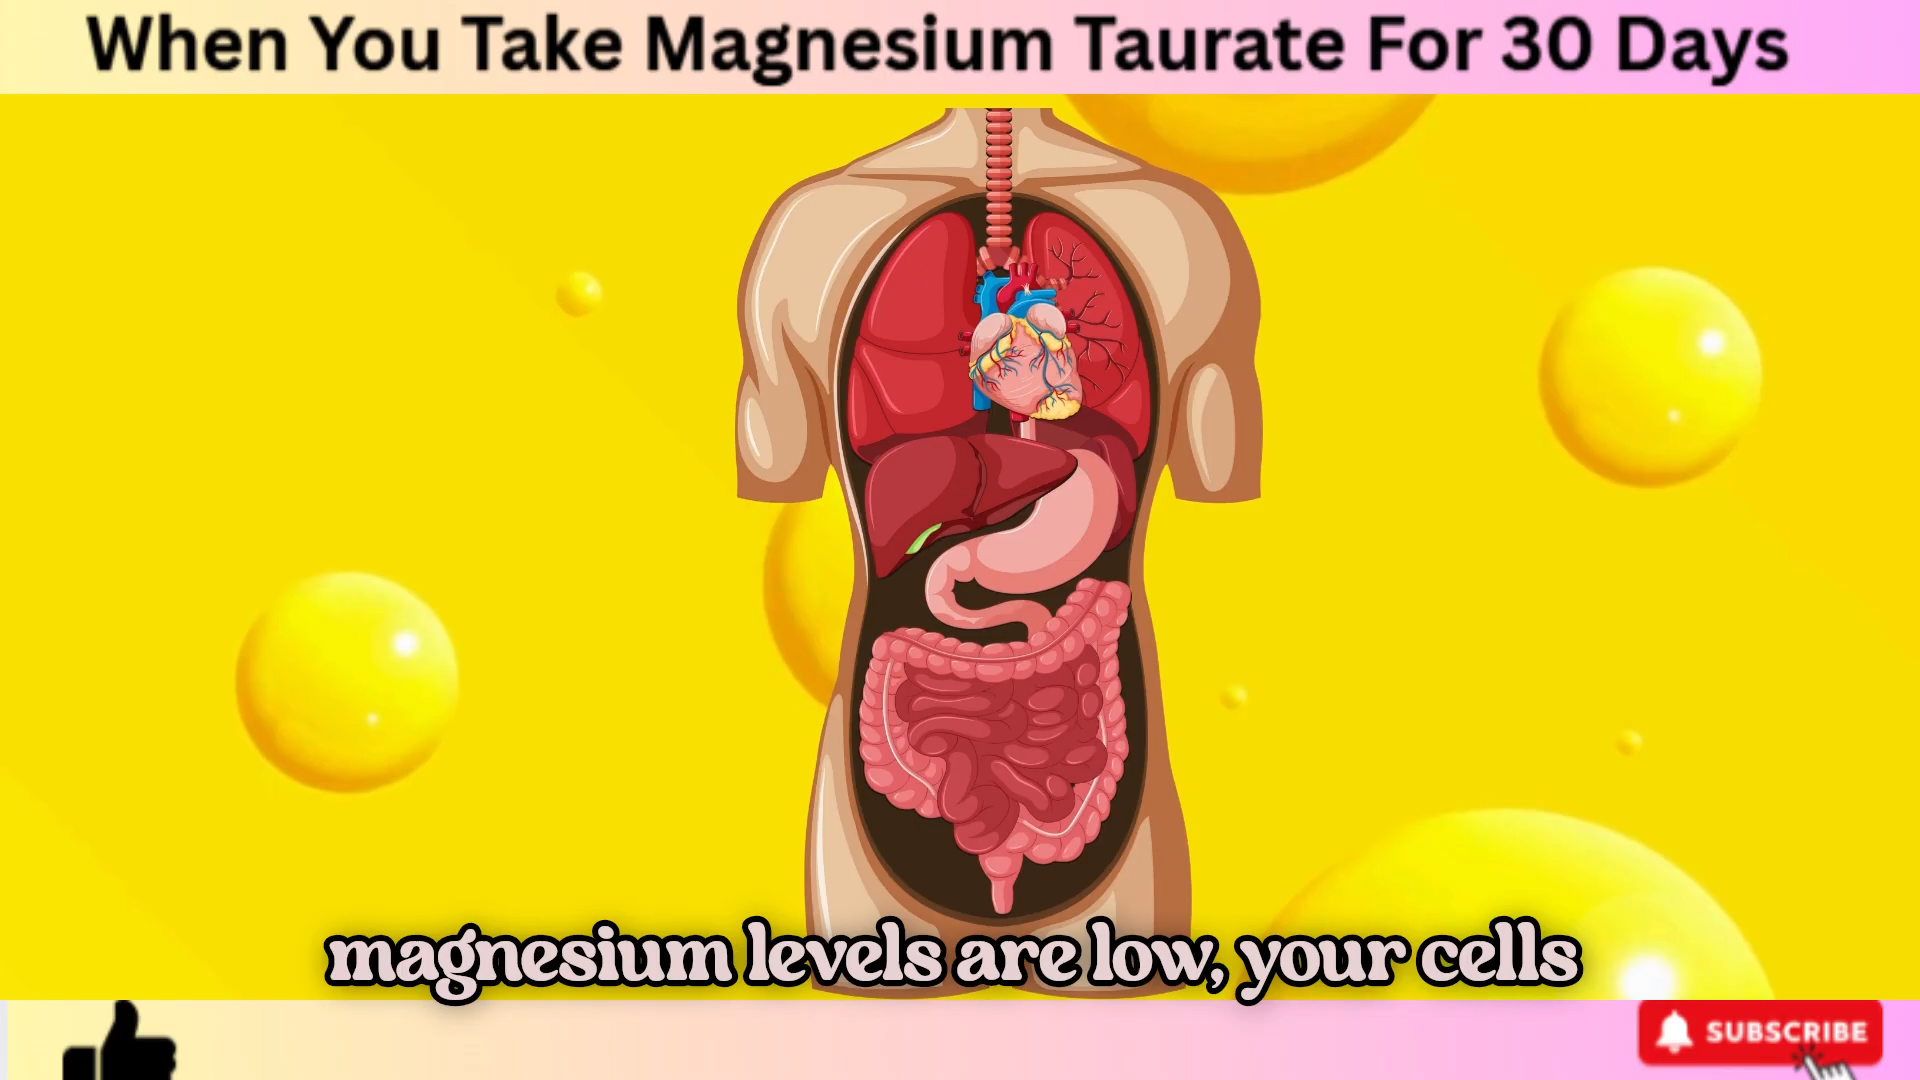 When You Take Magnesium Taurate For 30 Days
magnesium levels are low, your cells
SUBSCRIBE